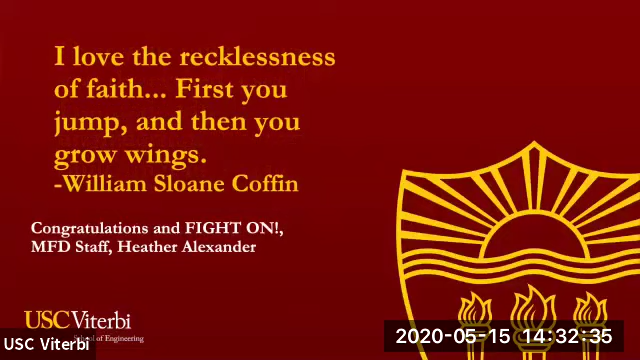 I love the recklessness
of faith... First you
jump, and then you
grow wings.
-William Sloane Coffin
Congratulations and FIGHT ON!,
MFD Staff, Heather Alexander
USC Viterbi
School of Engineering
USC Viterbi
2020-05-15 14:32:35